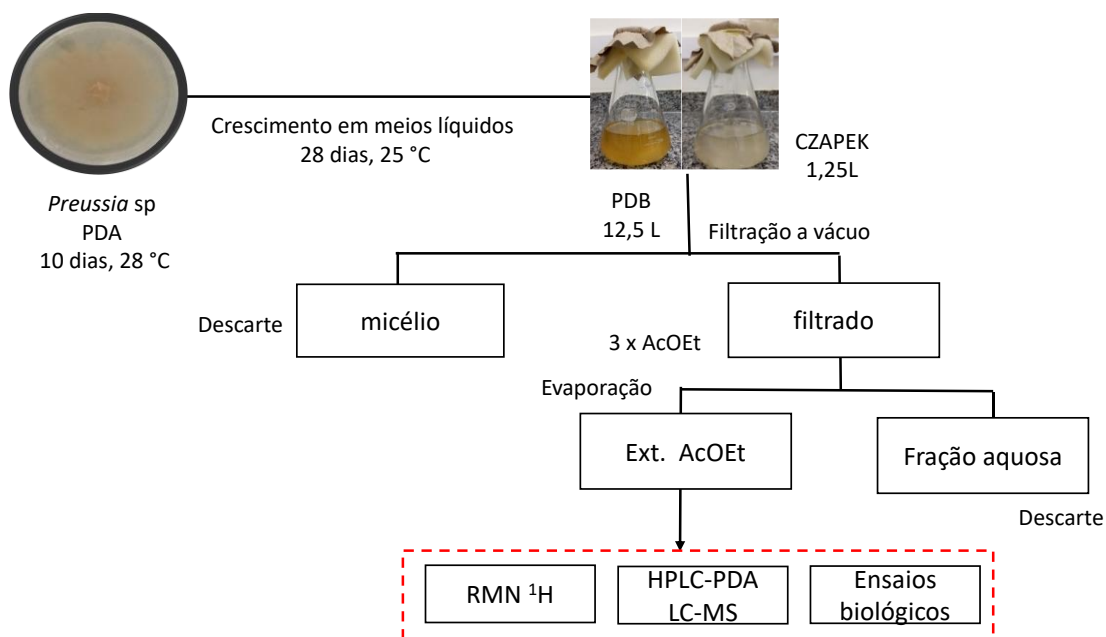 Crescimento em meios líquidos
28 dias, 25 °C
CZAPEK
1,25L
Preussia sp
PDA
10 dias, 28 °C
PDB
12,5 L
Filtração a vácuo
Descarte
micélio
filtrado
3 x AcOEt
Evaporação
Ext. AcOEt
Fração aquosa
Descarte
RMN ¹H
HPLC-PDA
LC-MS
Ensaios
biológicos